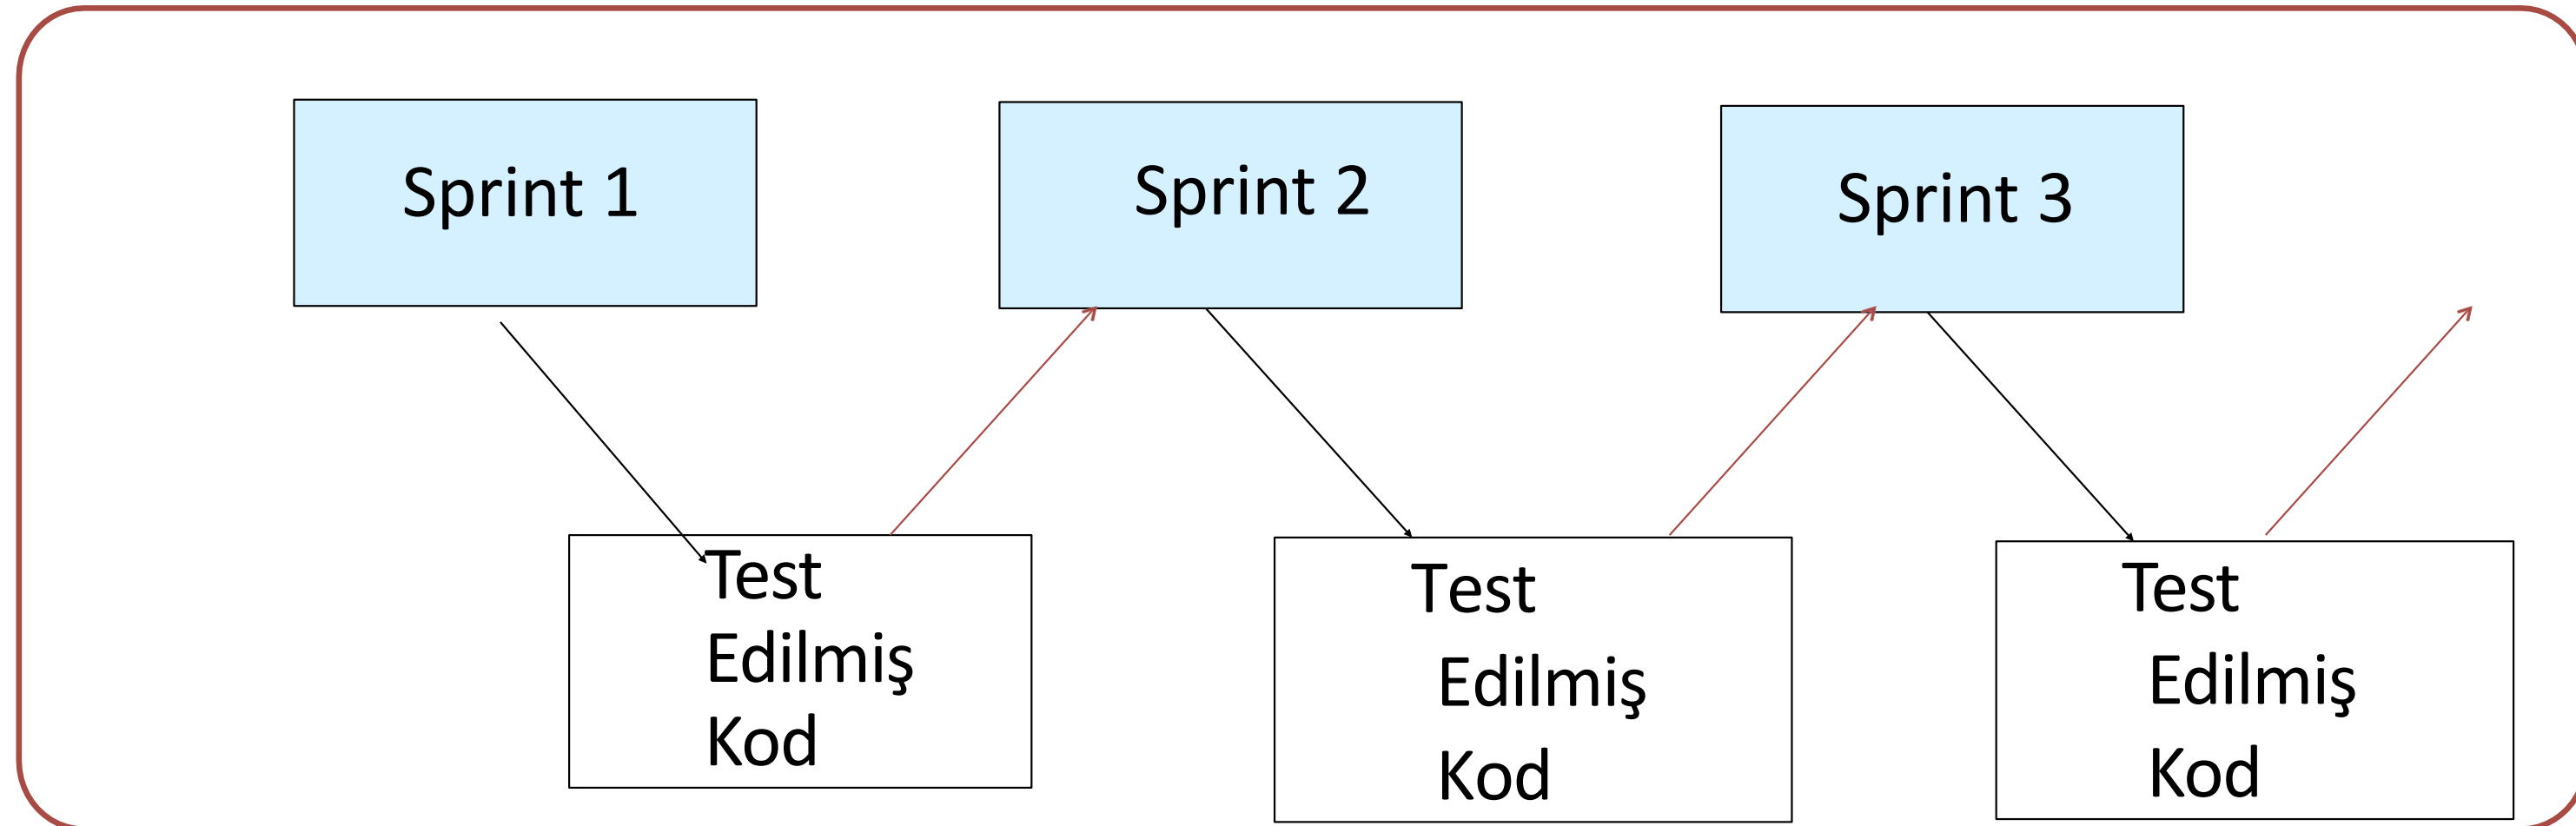 Sprint 1
Sprint 2
Sprint 3
Test
Edilmiş
Kod
Test
Edilmiş
Kod
Test
Edilmiş
Kod